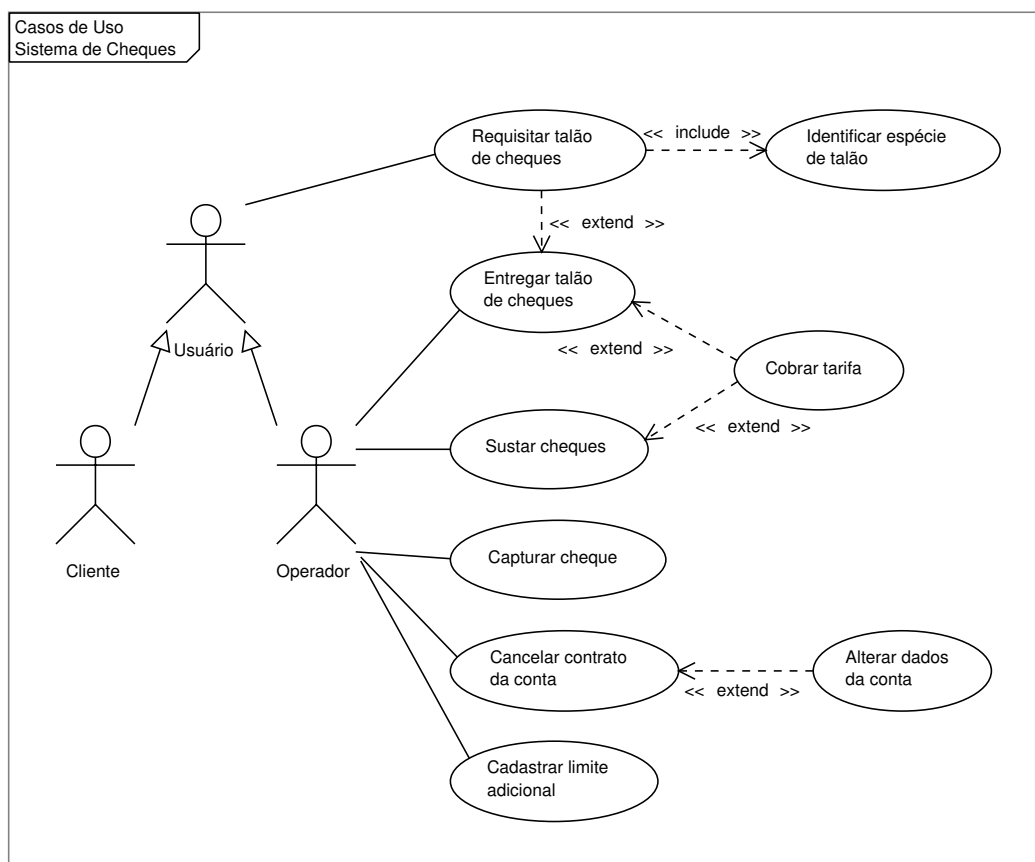 Casos de Uso
Sistema de Cheques
Requisitar talão
de cheques
<< include >>
Identificar espécie
de talão
<< extend >>
Entregar talão
de cheques
Usuário
<< extend >>
Cobrar tarifa
<< extend >>
Sustar cheques
Capturar cheque
Cliente
Operador
Cancelar contrato
da conta
<< extend >>
Alterar dados
da conta
Cadastrar limite
adicional